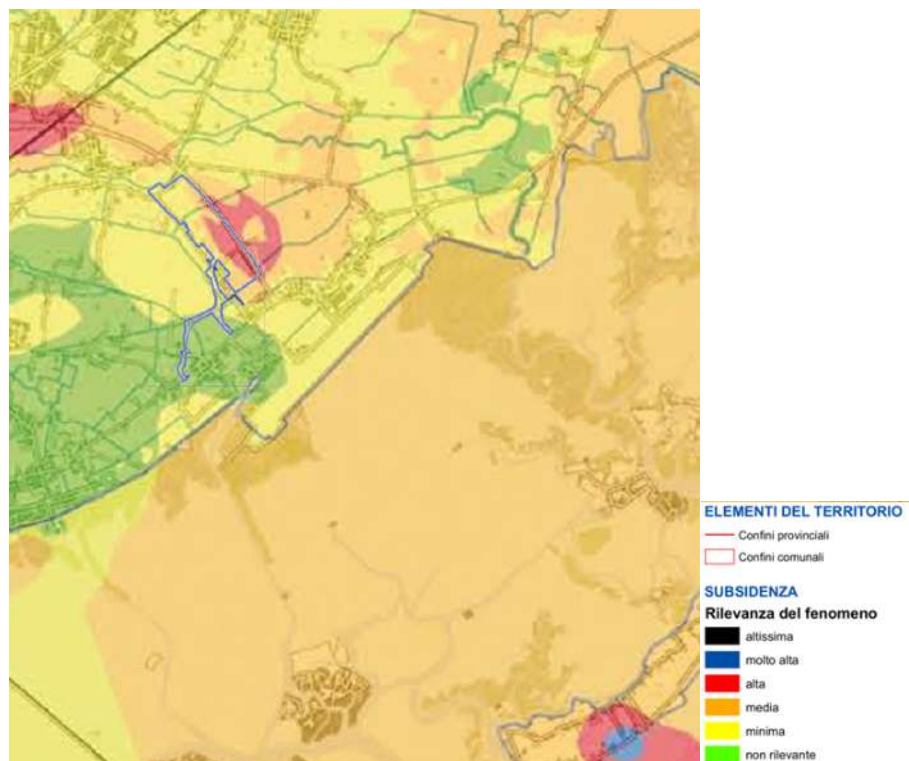 ELEMENTI DEL TERRITORIO
Confini provinciali
Confini comunali
SUBSIDENZA
Rilevanza del fenomeno
altissima
molto alta
alta
media
minima
non rilevante